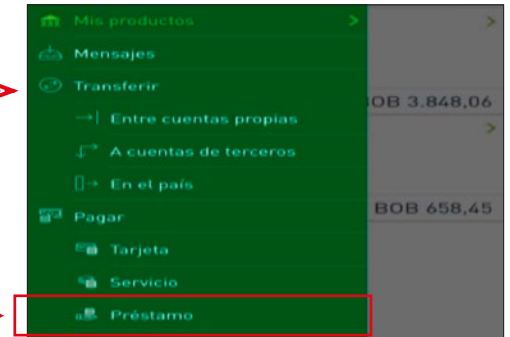 Mis productos
Mensajes
Transferir
Entre cuentas propias
BOB 3.848,06
A cuentas de terceros
En el país
Pagar
BOB 658,45
Tarjeta
Servicio
Préstamo